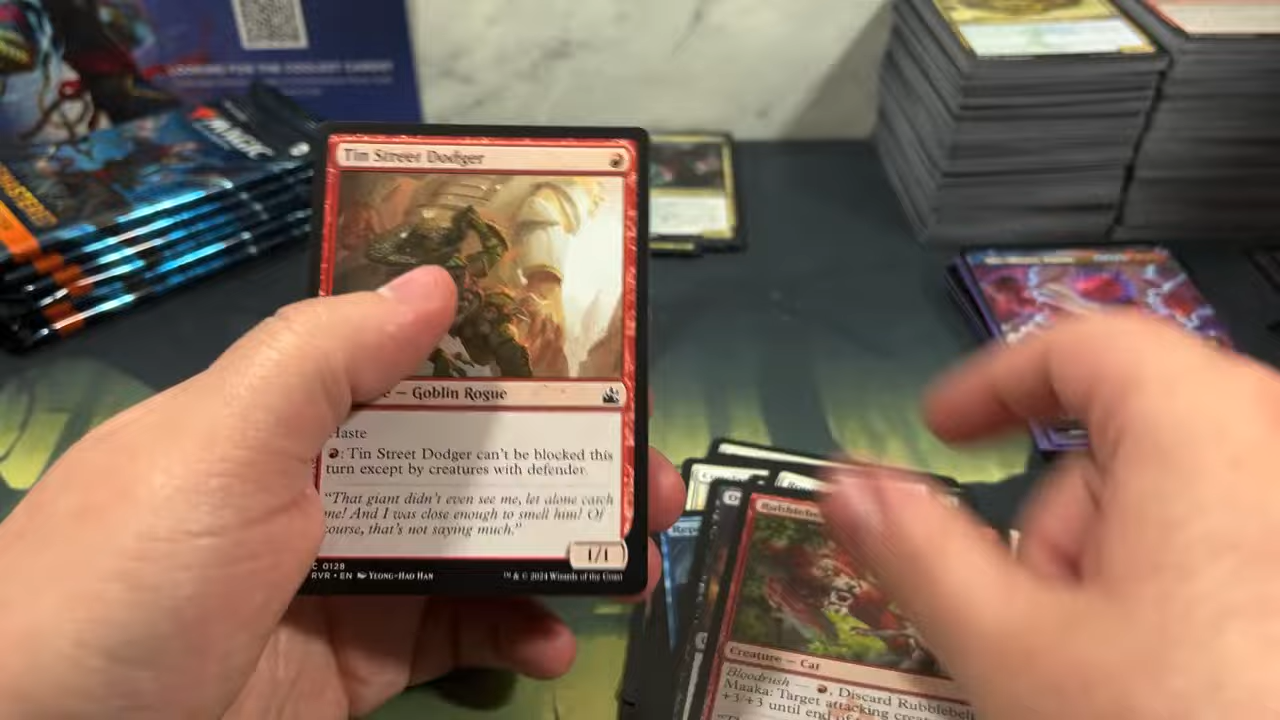 LOOKING FOR THE COOLEST CARDS?
MAGIC
Tin Street Dodger
— Goblin Rogue
Haste
: Tin Street Dodger can't be blocked this
turn except by creatures with defender.
"That giant didn't even see me, let alone catch
me! And I was close enough to smell him! Of
course, that's not saying much."
1/1
C 0128
RVR • EN Yeong-Hao Han
™ & © 2024 Wizards of the Coast
Creature — Cat
Bloodrush — , Discard Rubblebelt
Maaka: Target attacking
+3/+3 until end of